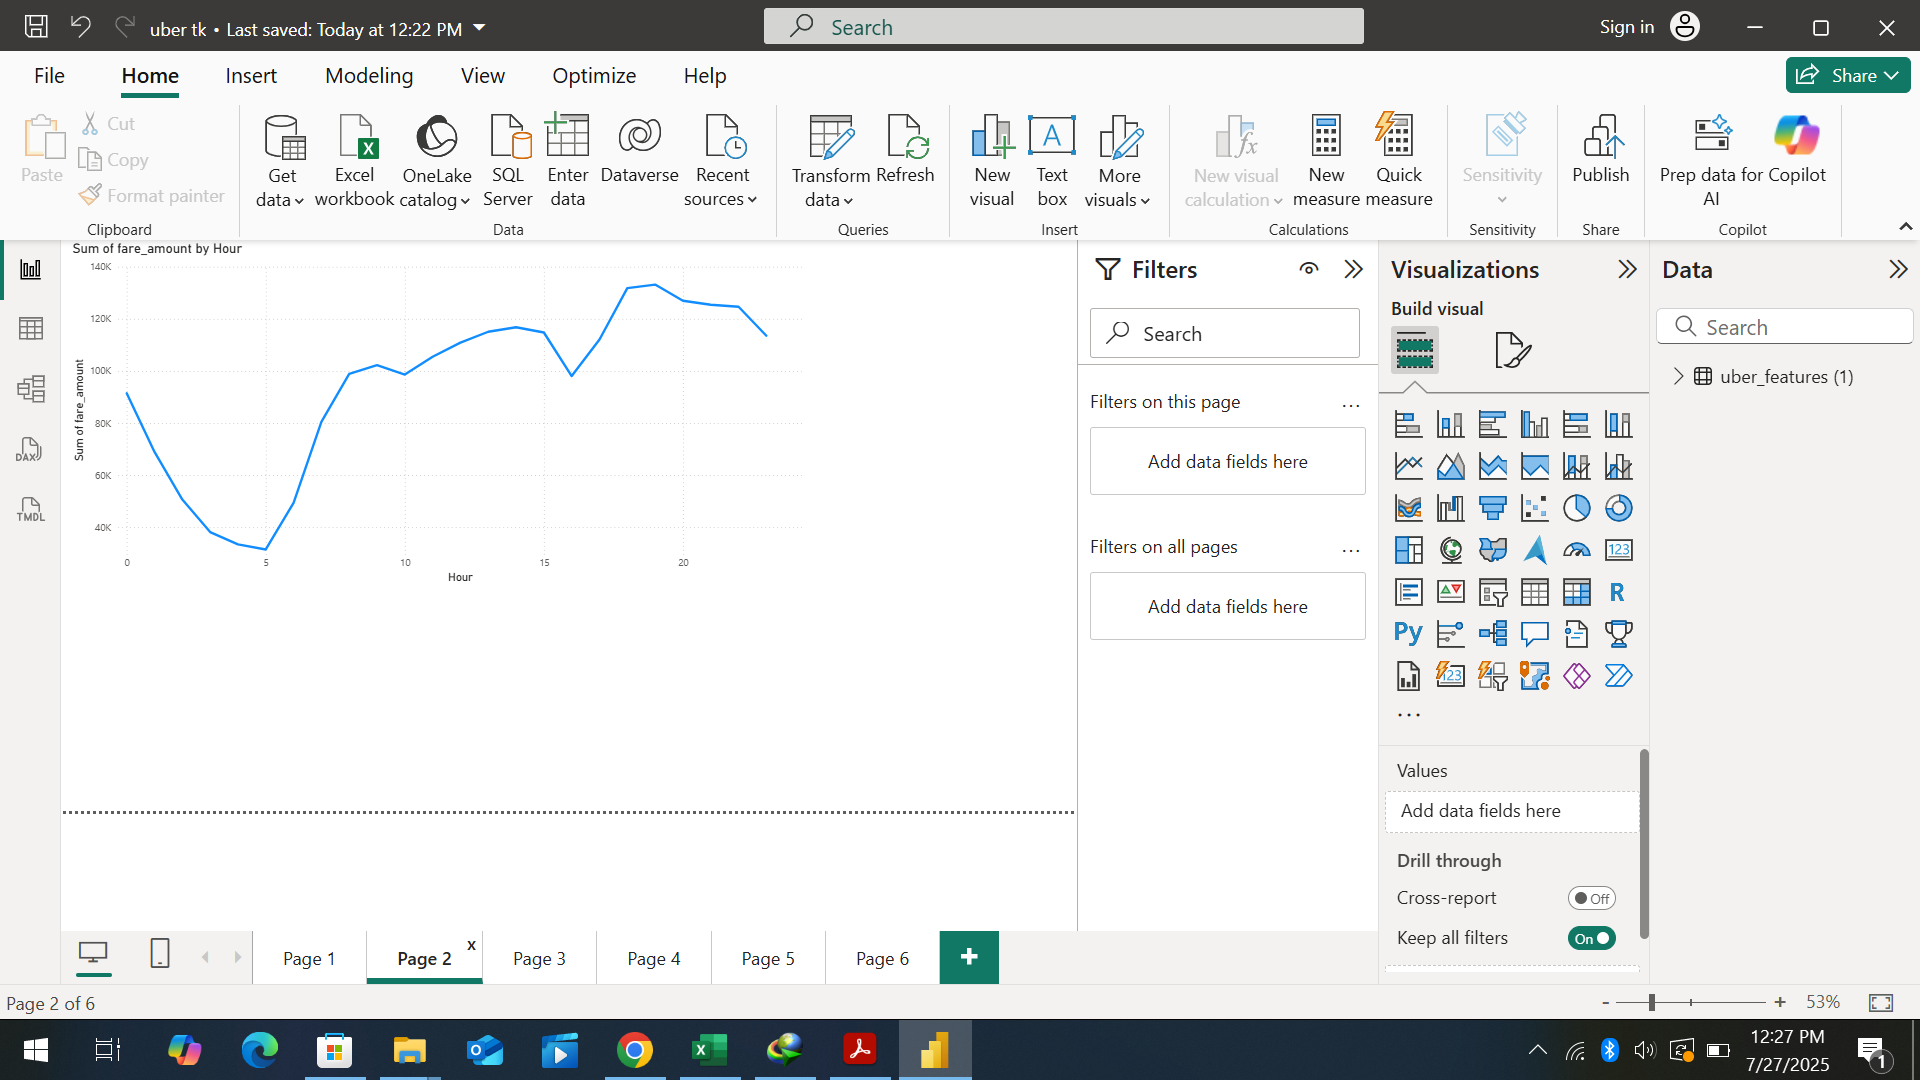 uber tk • Last saved: Today at 12:22 PM
Search
Sign in
File Home Insert Modeling View Optimize Help
Share
Paste
Cut
Copy
Format painter
Clipboard
Get data
Excel workbook
OneLake catalog
SQL Server
Enter data
Dataverse
Recent sources
Data
Transform data
Refresh
Queries
New visual
Text box
More visuals
Insert
New visual calculation
New measure
Quick measure
Calculations
Sensitivity
Sensitivity
Publish
Share
Prep data for AI
Copilot
Copilot
DAX
TMDL
Sum of fare_amount by Hour
140K
120K
100K
80K
60K
40K
Sum of fare_amount
0 5 10 15 20
Hour
Filters
Search
Filters on this page
Add data fields here
Filters on all pages
Add data fields here
Visualizations
Build visual
123
R
Py
123
Values
Add data fields here
Drill through
Cross-report
Off
Keep all filters
On
Data
Search
uber_features (1)
Page 1
Page 2
x
Page 3
Page 4
Page 5
Page 6
+
Page 2 of 6
- + 53%
12:27 PM
7/27/2025
1